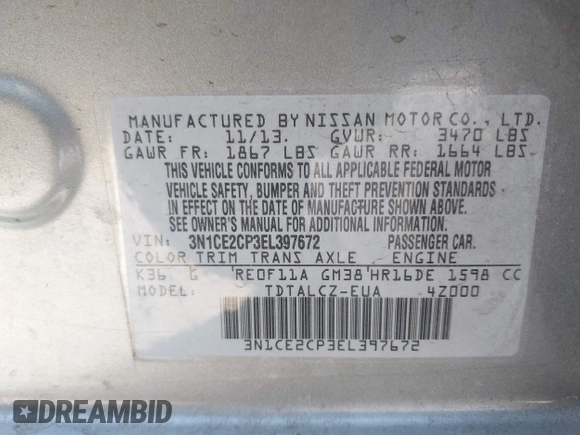 MANUFACTURED BY NISSAN MOTOR CO., LTD.
DATE: 11/13. GVWR: 3470 LBS
GAWR FR: 1867 LBS GAWR RR: 1664 LBS
THIS VEHICLE CONFORMS TO ALL APPLICABLE FEDERAL MOTOR
VEHICLE SAFETY, BUMPER AND THEFT PREVENTION STANDARDS
IN EFFECT ON THE DATE OF MANUFACTURE SHOWN ABOVE.
SEE OWNER'S MANUAL FOR ADDITIONAL INFORMATION.
VIN: 3N1CE2CP3EL397672 PASSENGER CAR.
COLOR TRIM TRANS AXLE ENGINE
K36 G RE0F11A GM38 HR16DE 1598 CC
MODEL: TDTALCZ-EUA 4Z000
3N1CE2CP3EL397672
DREAMBID